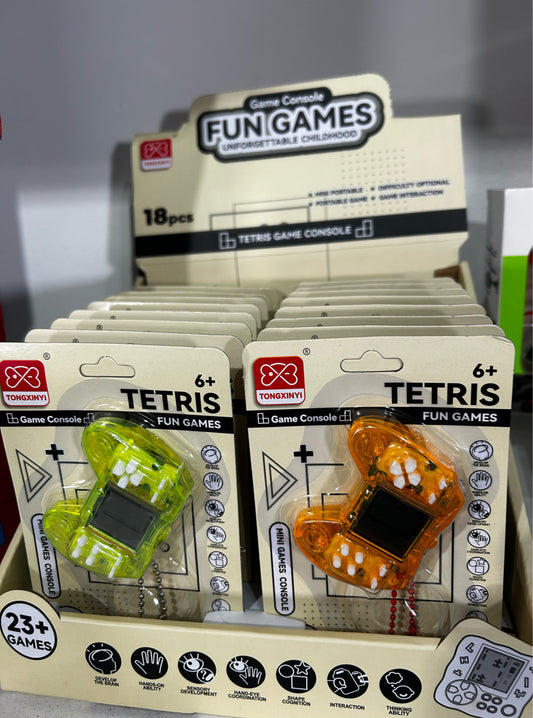 Game Console
FUN GAMES
UNFORGETTABLE CHILDHOOD
TONGXINYI
MINI PORTABLE
DIFFICULTY OPTIONAL
PORTABLE GAME
GAME INTERACTION
18pcs
TETRIS GAME CONSOLE
®
TONGXINYI
6+
TETRIS
Game Console
FUN GAMES
MINI GAMES CONSOLE
®
TONGXINYI
6+
TETRIS
Game Console
FUN GAMES
MINI GAMES CONSOLE
23+
GAMES
DEVELOP
THE BRAIN
HANDS-ON
ABILITY
SENSORY
DEVELOPMENT
HAND-EYE
COORDINATION
SHAPE
COGNITION
INTERACTION
THINKING
ABILITY